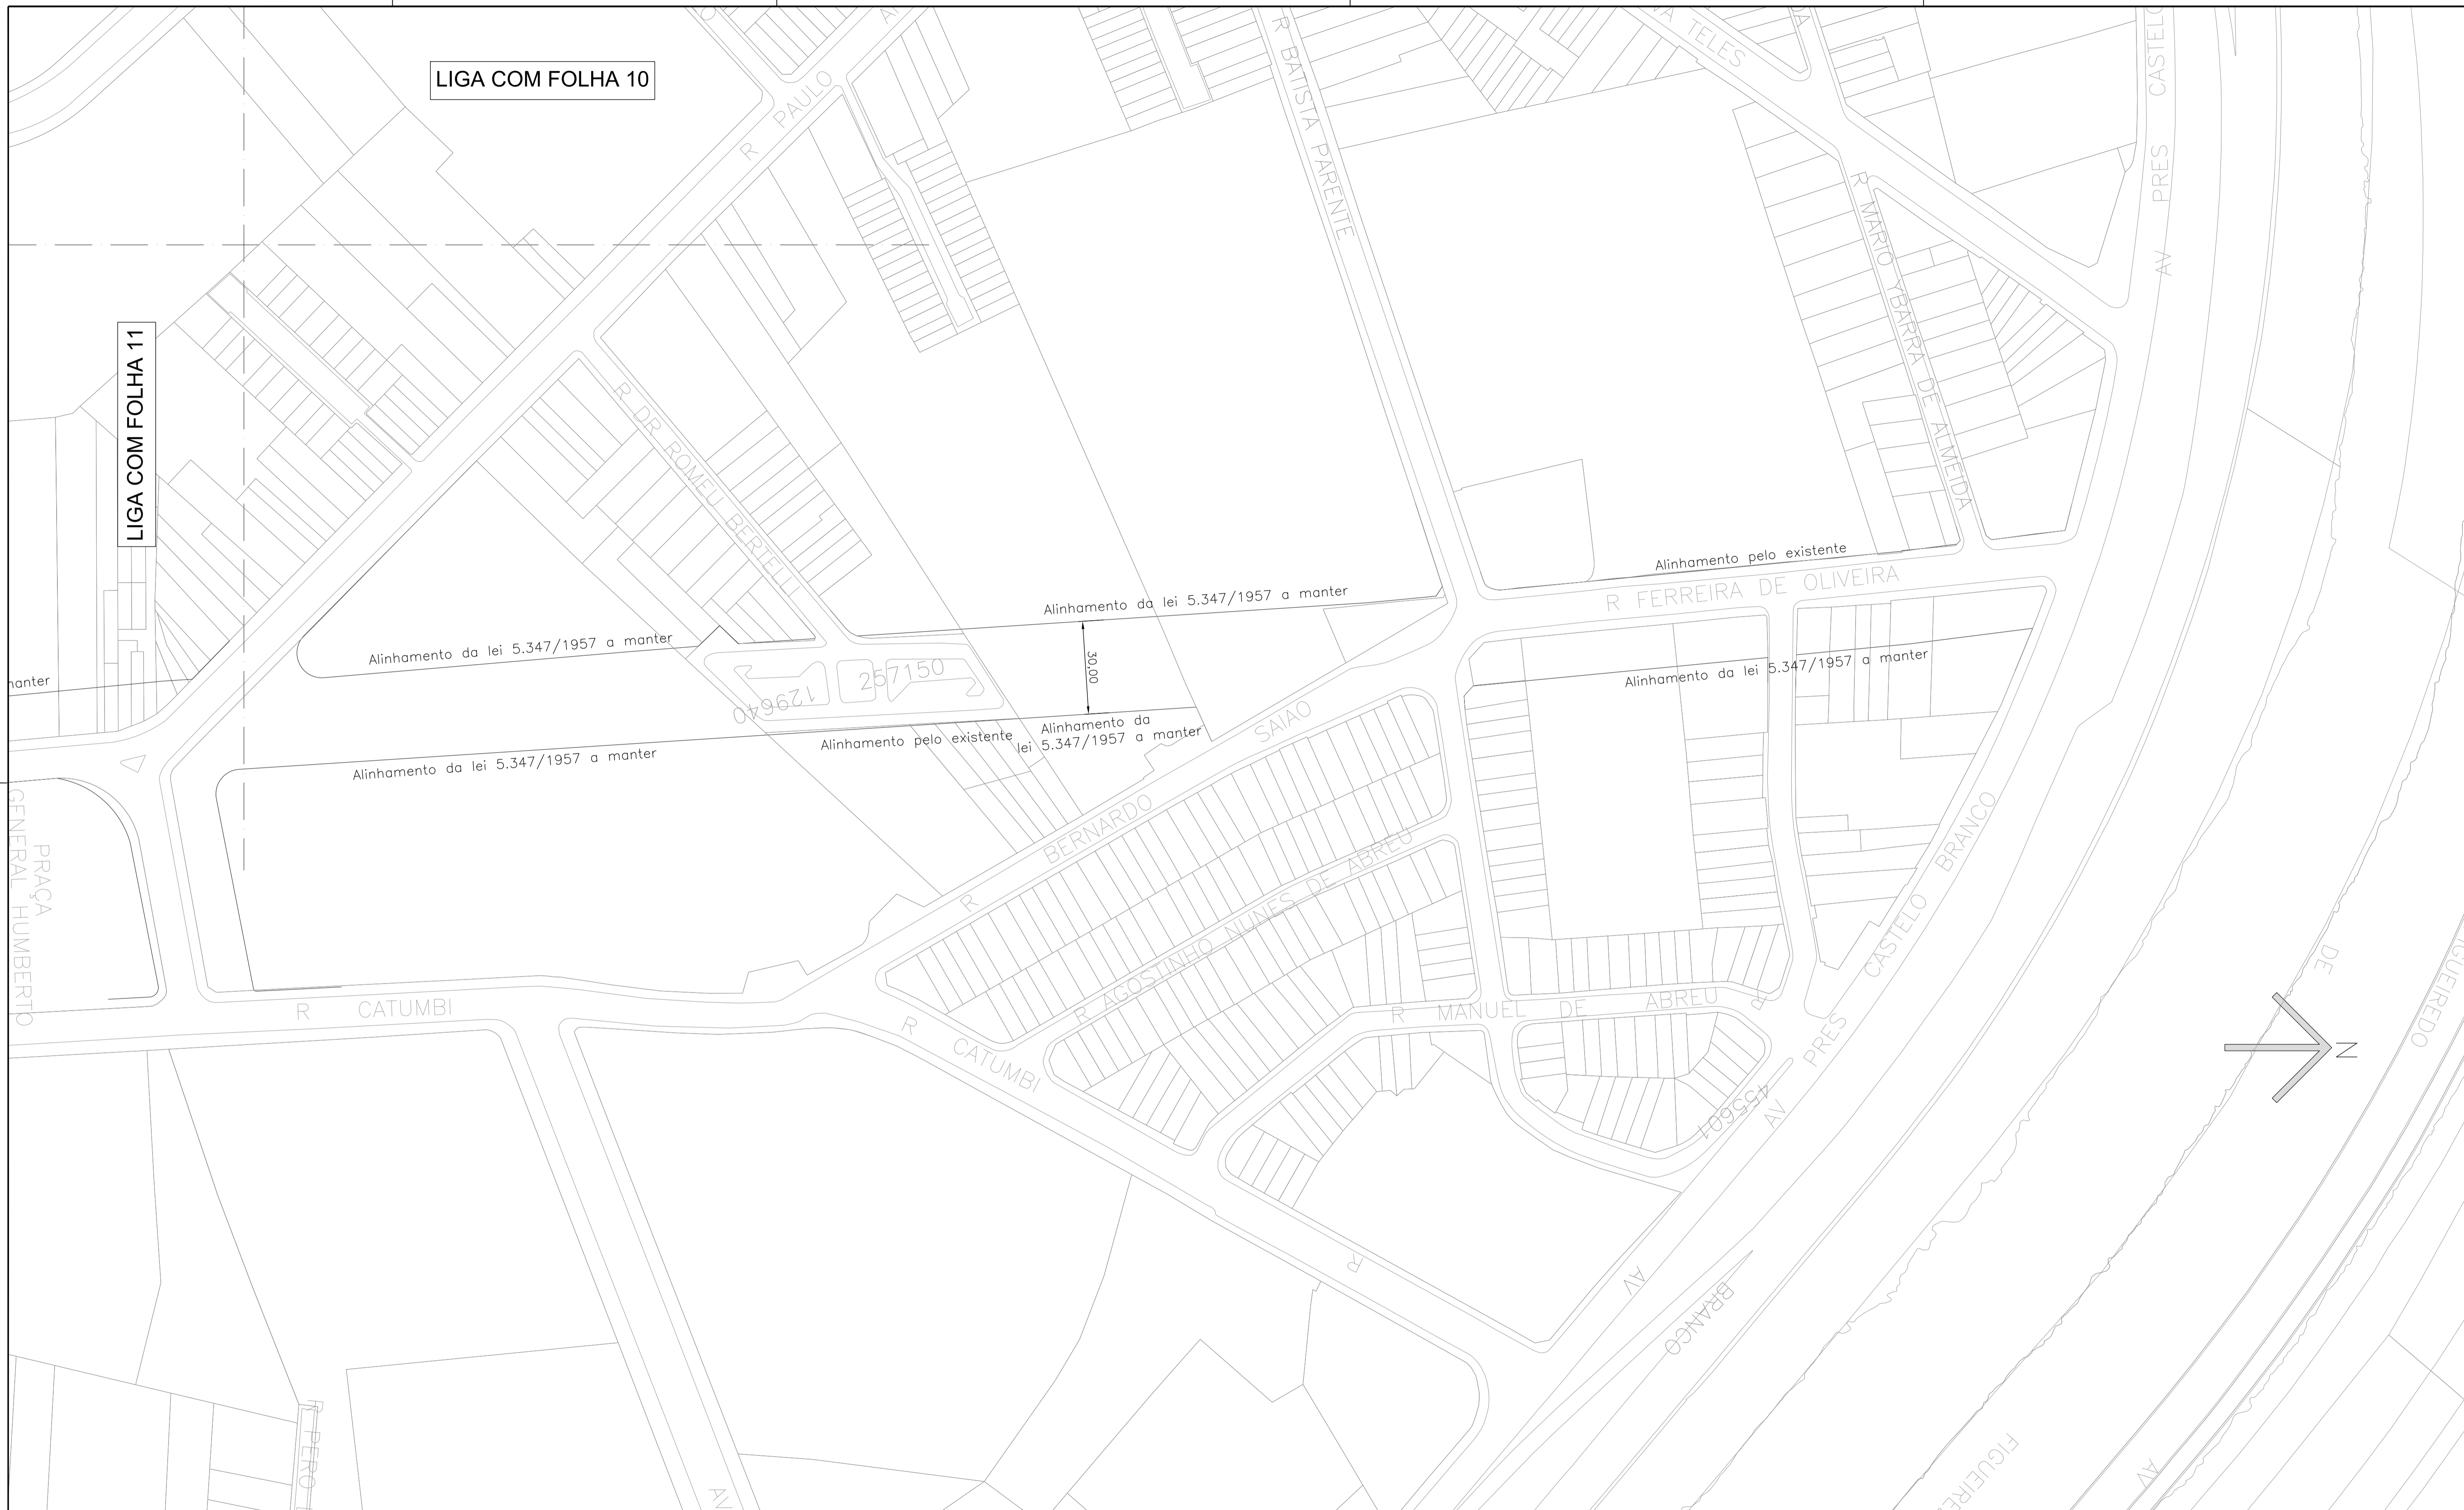 LIGA COM FOLHA 10
LIGA COM FOLHA 11
R PAULO
R BATISTA PARENTE
TELES
AV PRES CASTELO
R MARIO YBARRA DE ALMEIDA
R DR ROMEU BERTELLI
Alinhamento pelo existente
R FERREIRA DE OLIVEIRA
Alinhamento da lei 5.347/1957 a manter
Alinhamento da lei 5.347/1957 a manter
Alinhamento da lei 5.347/1957 a manter
manter
30,00
129640
257150
Alinhamento da
lei 5.347/1957 a manter
Alinhamento pelo existente
Alinhamento da lei 5.347/1957 a manter
R BERNARDO SAIAO
PRAÇA
GENERAL HUMBERTO
R AGOSTINHO NUNES DE ABREU
R CATUMBI
R CATUMBI
R MANUEL DE ABREU
R
455607
AV PRES CASTELO BRANCO
DE
N
R
AV
BRANCO
R PERO
AV
AV